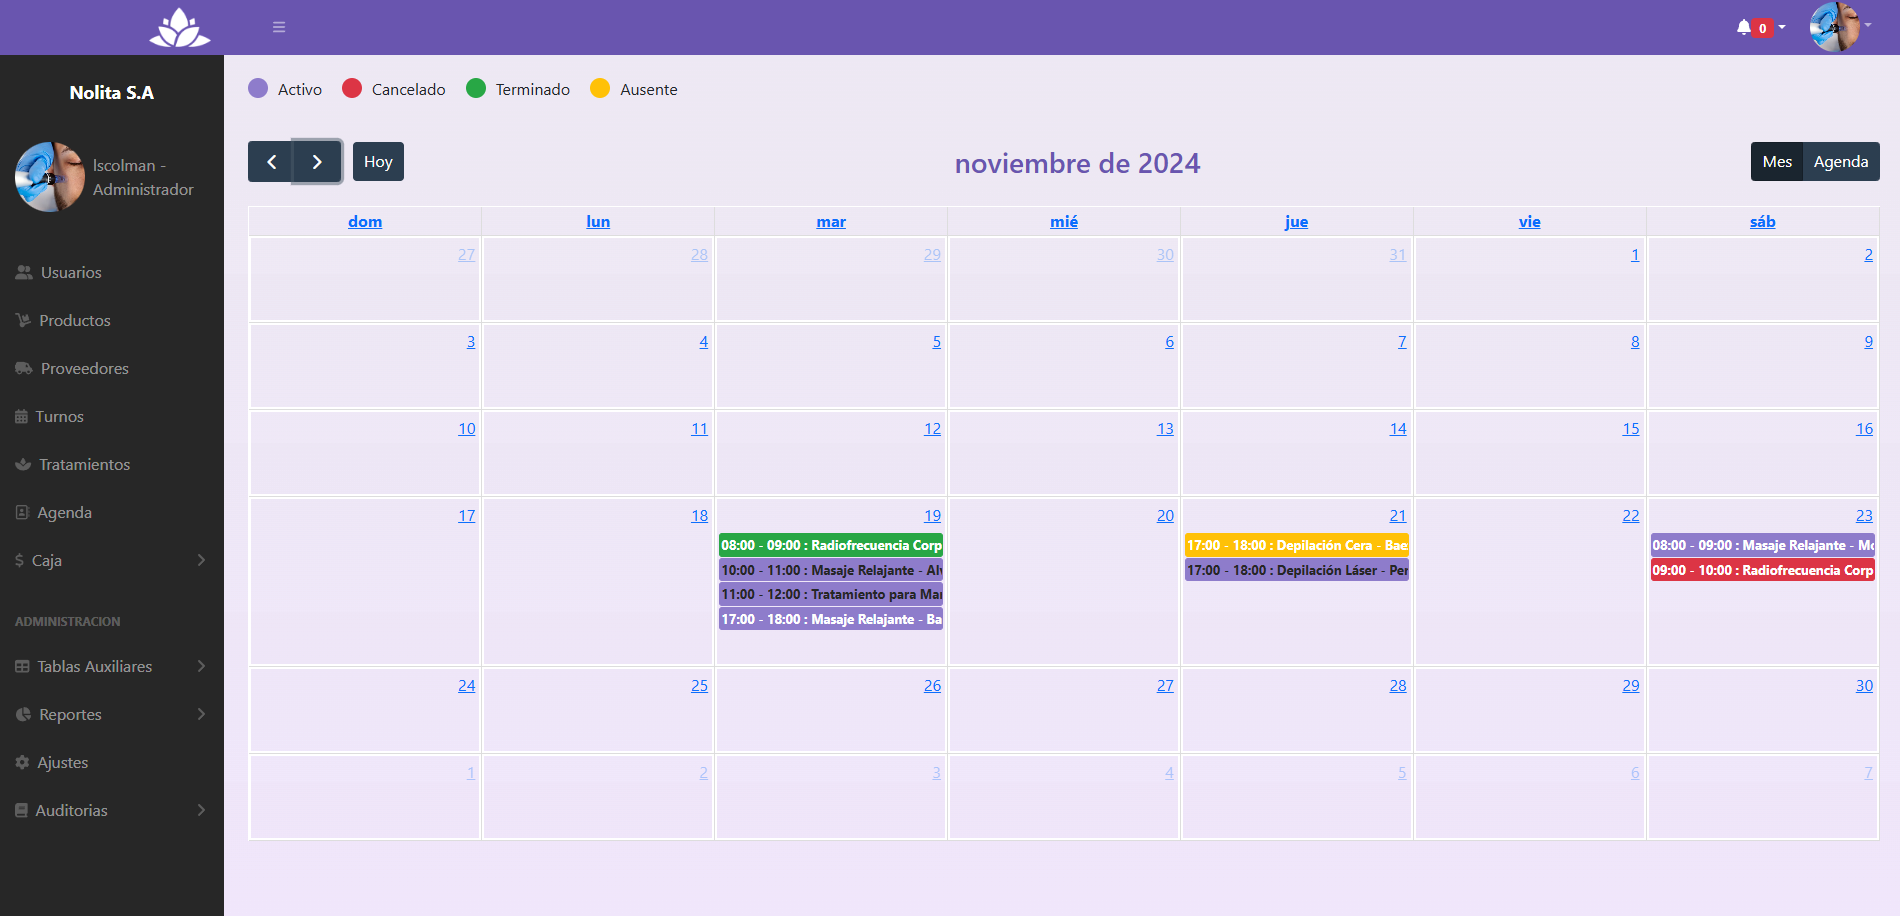 0
Nolita S.A
lscolman -
Administrador
Usuarios
Productos
Proveedores
Turnos
Tratamientos
Agenda
Caja
ADMINISTRACION
Tablas Auxiliares
Reportes
Ajustes
Auditorias
Activo Cancelado Terminado Ausente
Hoy
noviembre de 2024
Mes Agenda
dom lun mar mié jue vie sáb
27 28 29 30 31 1 2
3 4 5 6 7 8 9
10 11 12 13 14 15 16
17 18 19 20 21 22 23
08:00 - 09:00 : Radiofrecuencia Corp
10:00 - 11:00 : Masaje Relajante -
11:00 - 12:00 : Tratamiento para
17:00 - 18:00 : Masaje Relajante - Ba
17:00 - 18:00 : Depilación Cera - Bae
17:00 - 18:00 : Depilación Láser - Per
08:00 - 09:00 : Masaje Relajante -
09:00 - 10:00 : Radiofrecuencia Corp
24 25 26 27 28 29 30
1 2 3 4 5 6 7